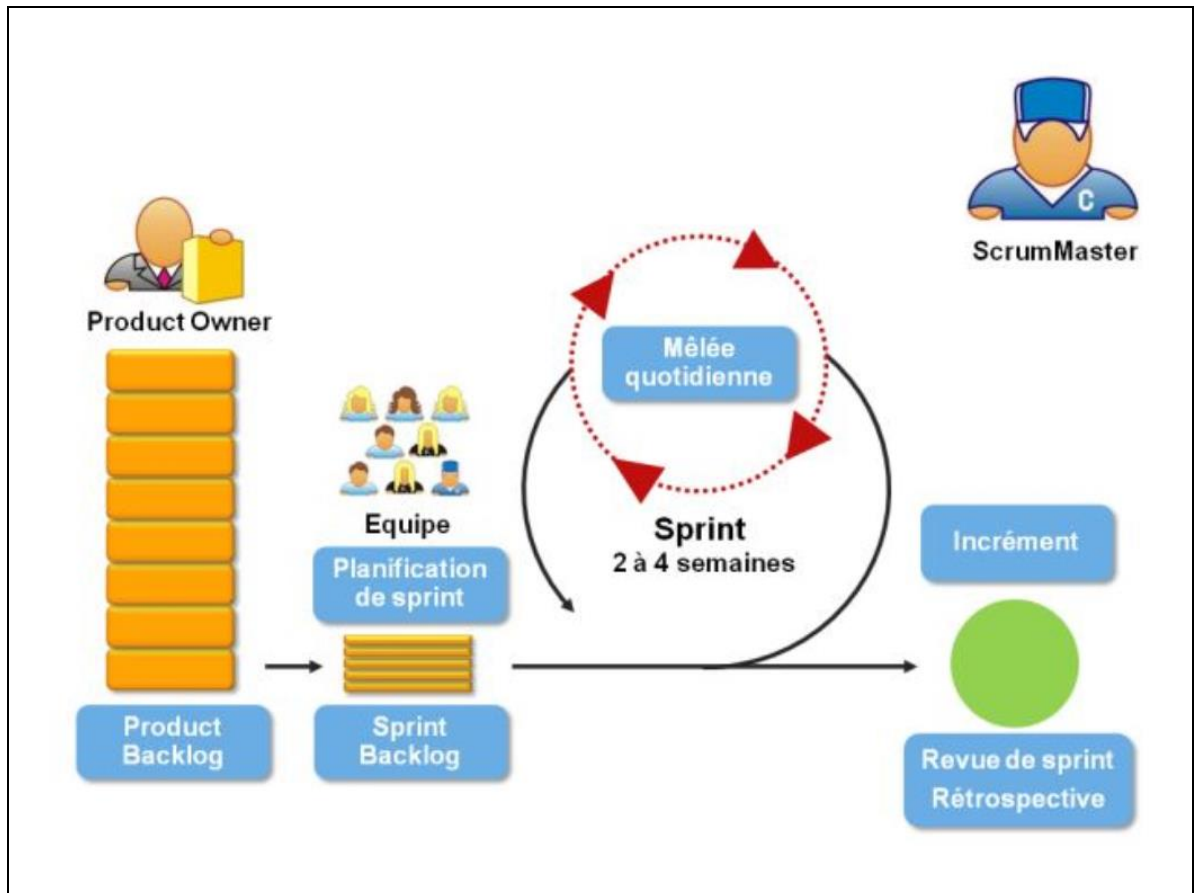 Product Owner
Product
Backlog
Equipe
Planification
de sprint
Sprint
Backlog
Mêlée
quotidienne
Sprint
2 à 4 semaines
C
ScrumMaster
Incrément
Revue de sprint
Rétrospective